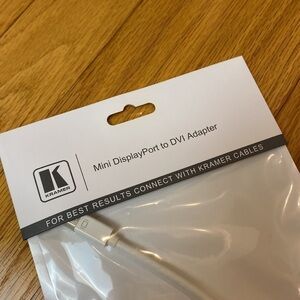 K
KRAMER
Mini DisplayPort to DVI Adapter
FOR BEST RESULTS CONNECT WITH KRAMER CABLES